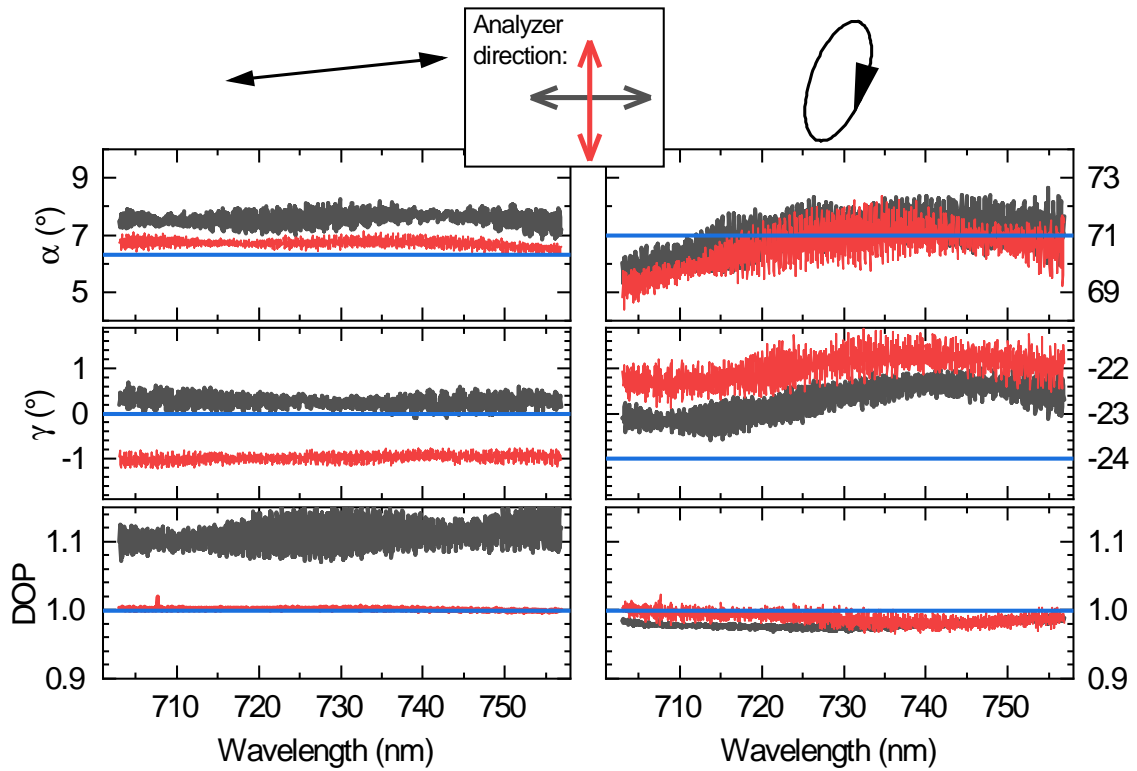 Analyzer
direction:
α (°)
9
7
5
73
71
69
γ (°)
1
0
-1
-22
-23
-24
DOP
1.1
1.0
0.9
1.1
1.0
0.9
710 720 730 740 750
710 720 730 740 750
Wavelength (nm)
Wavelength (nm)